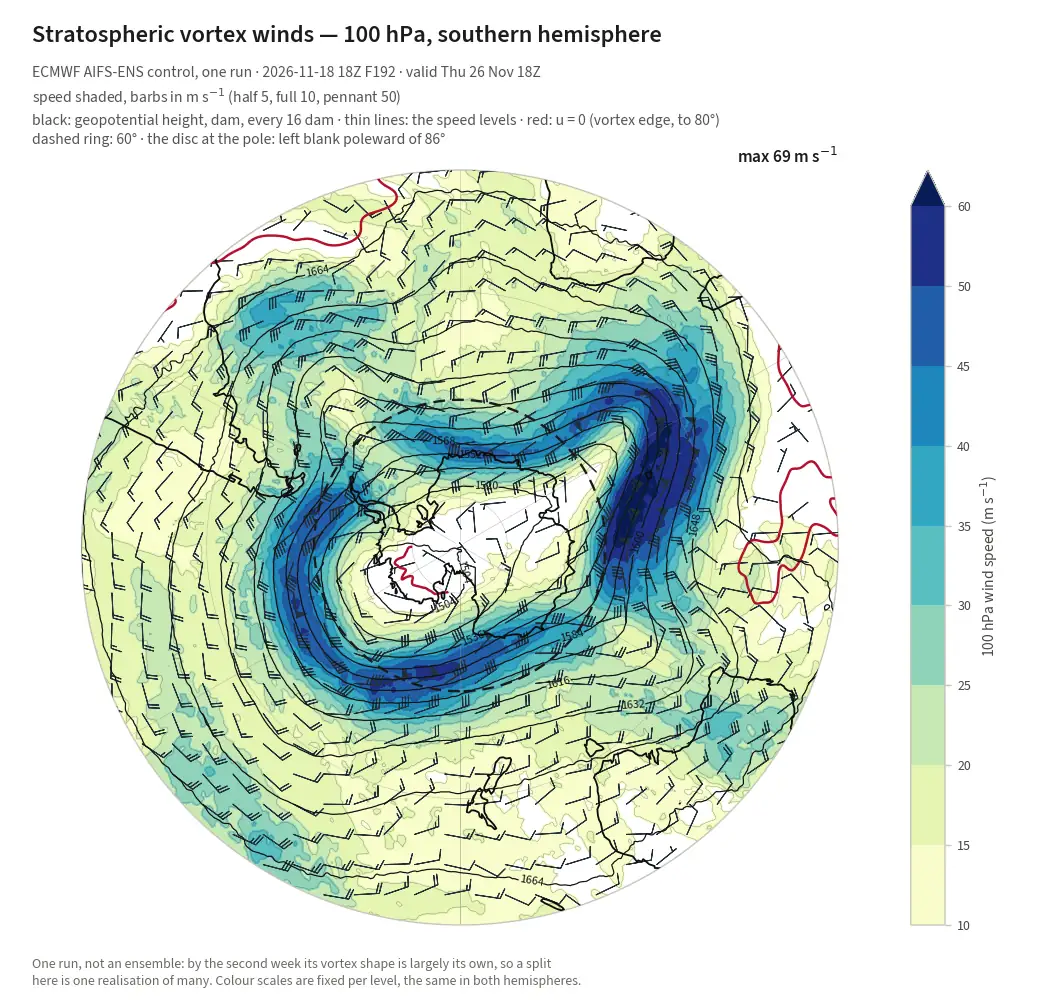 Stratospheric vortex winds — 100 hPa, southern hemisphere
ECMWF AIFS-ENS control, one run · 2026-11-18 18Z F192 · valid Thu 26 Nov 18Z
speed shaded, barbs in m s⁻¹ (half 5, full 10, pennant 50)
black: geopotential height, dam, every 16 dam · thin lines: the speed levels · red: u = 0 (vortex edge, to 80°)
dashed ring: 60° · the disc at the pole: left blank poleward of 86°
max 69 m s⁻¹
60
50
45
40
35
30
25
20
15
10
100 hPa wind speed (m s⁻¹)
1664
1568
1648
1504
1616
1632
1664
One run, not an ensemble: by the second week its vortex shape is largely its own, so a split
here is one realisation of many. Colour scales are fixed per level, the same in both hemispheres.